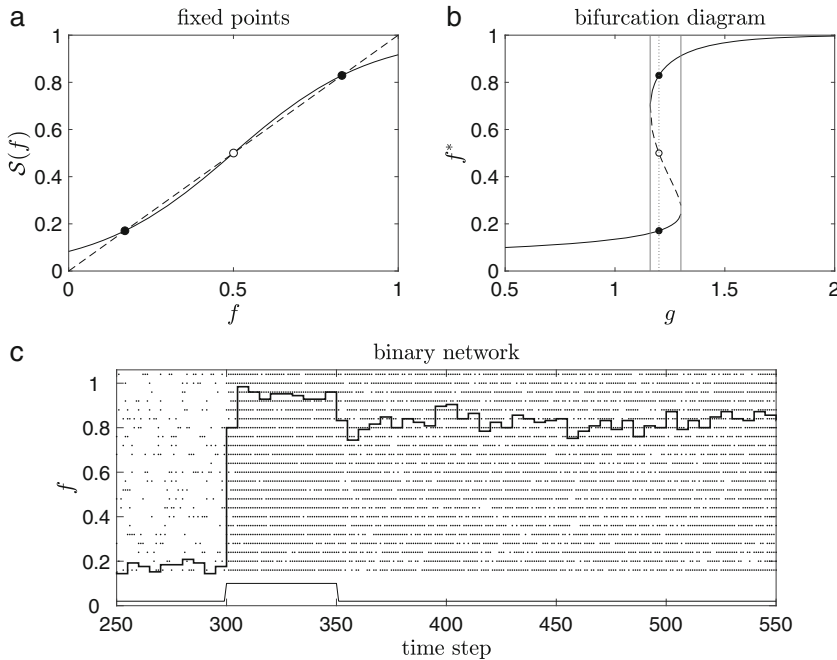 a fixed points
1
0.8
0.6
0.4
0.2
0
S(f)
0 0.5 1
f
b bifurcation diagram
1
0.8
0.6
0.4
0.2
0
f*
0.5 1 1.5 2
g
c binary network
1
0.8
0.6
0.4
0.2
0
f
250 300 350 400 450 500 550
time step